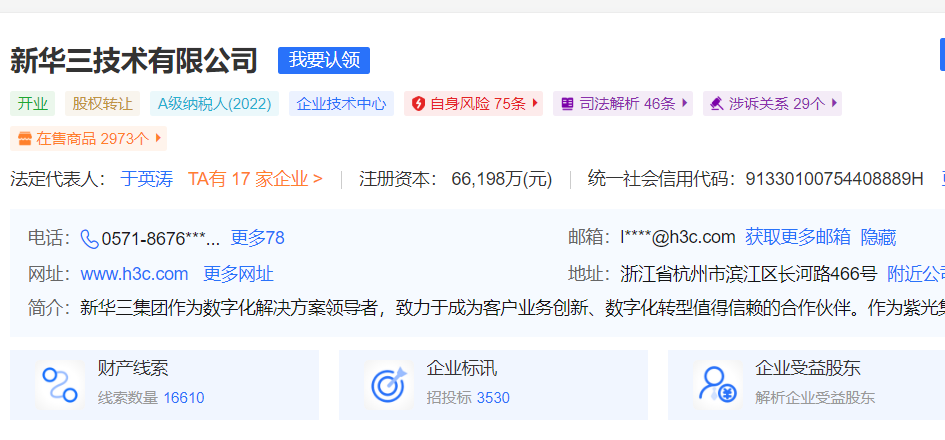 新华三技术有限公司 我要认领
开业 股权转让 A级纳税人(2022) 企业技术中心 自身风险 75条 司法解析 46条 涉诉关系 29个
在售商品 2973个
法定代表人: 于英涛 TA有 17 家企业 > 注册资本: 66,198万(元) 统一社会信用代码: 91330100754408889H
电话: 0571-8676***... 更多78 邮箱: l****@h3c.com 获取更多邮箱 隐藏
网址: www.h3c.com 更多网址 地址: 浙江省杭州市滨江区长河路466号 附近公
简介: 新华三集团作为数字化解决方案领导者，致力于成为客户业务创新、数字化转型值得信赖的合作伙伴。作为紫光
财产线索 企业标讯 企业受益股东
线索数量 16610 招投标 3530 解析企业受益股东